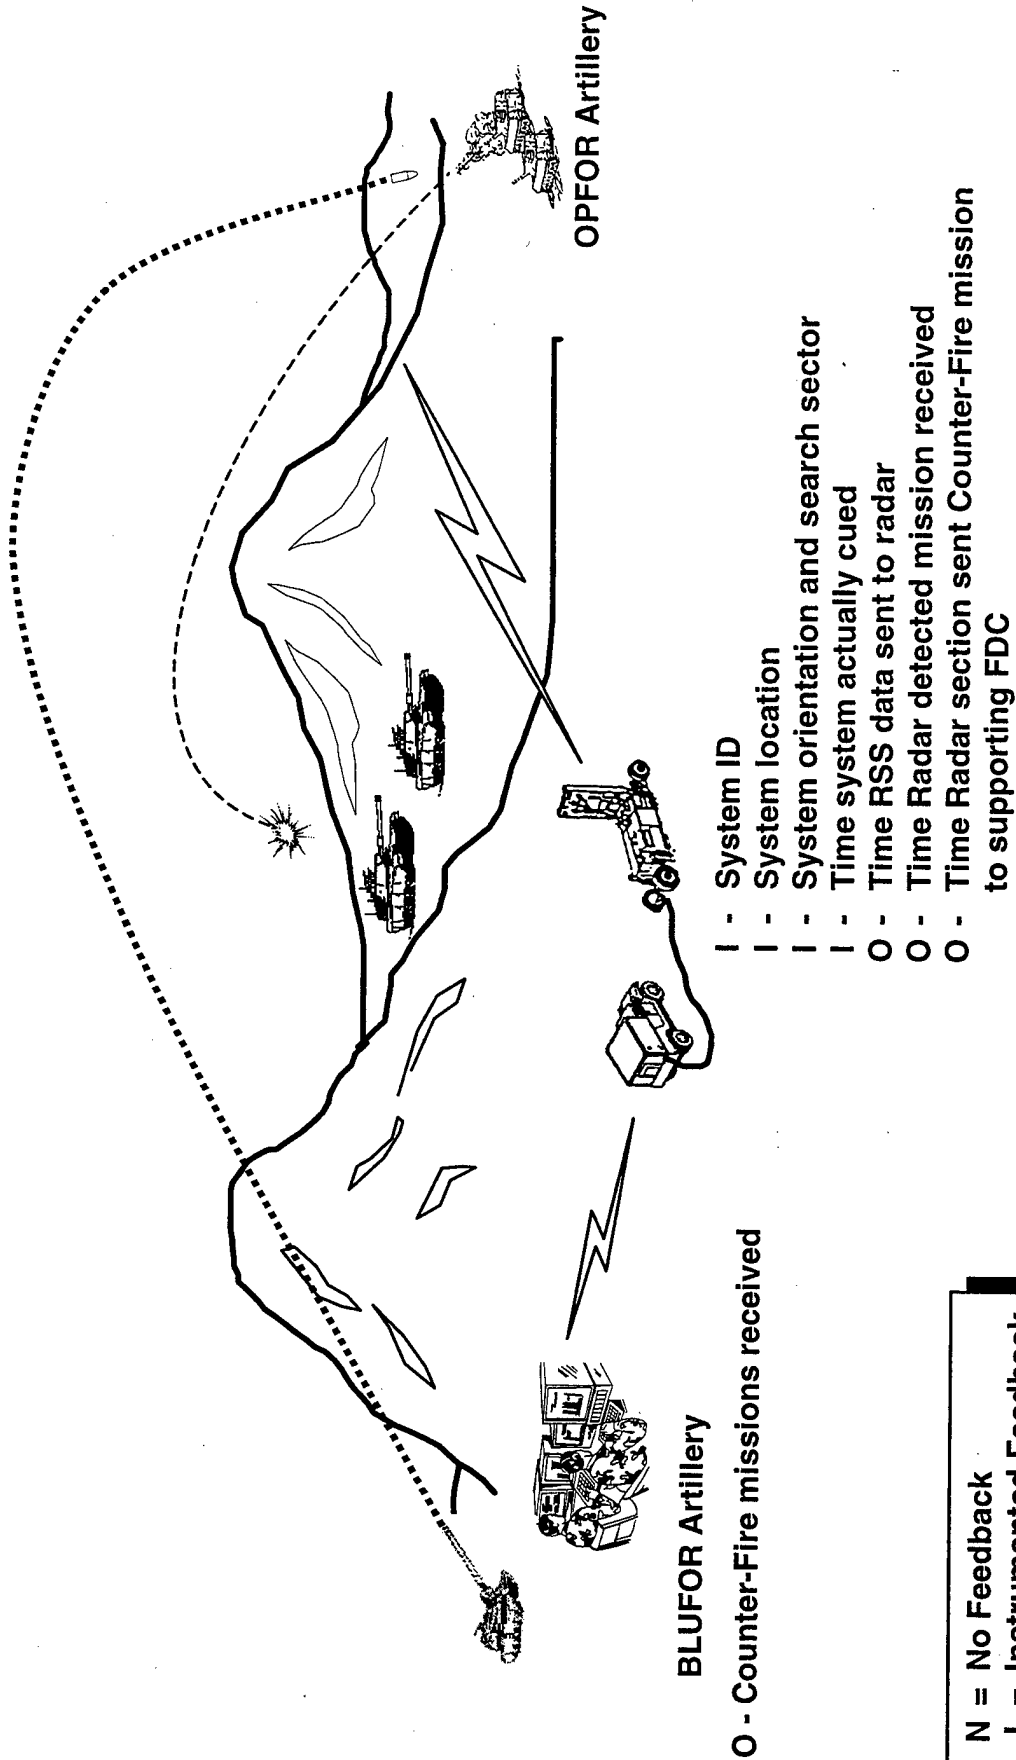 OPFOR Artillery
I - System ID
I - System location
I - System orientation and search sector
I - Time system actually cued
O - Time RSS data sent to radar
O - Time Radar detected mission received
O - Time Radar section sent Counter-Fire mission
to supporting FDC
BLUFOR Artillery
O - Counter-Fire missions received
N = No Feedback
I = Instrumented Feedback